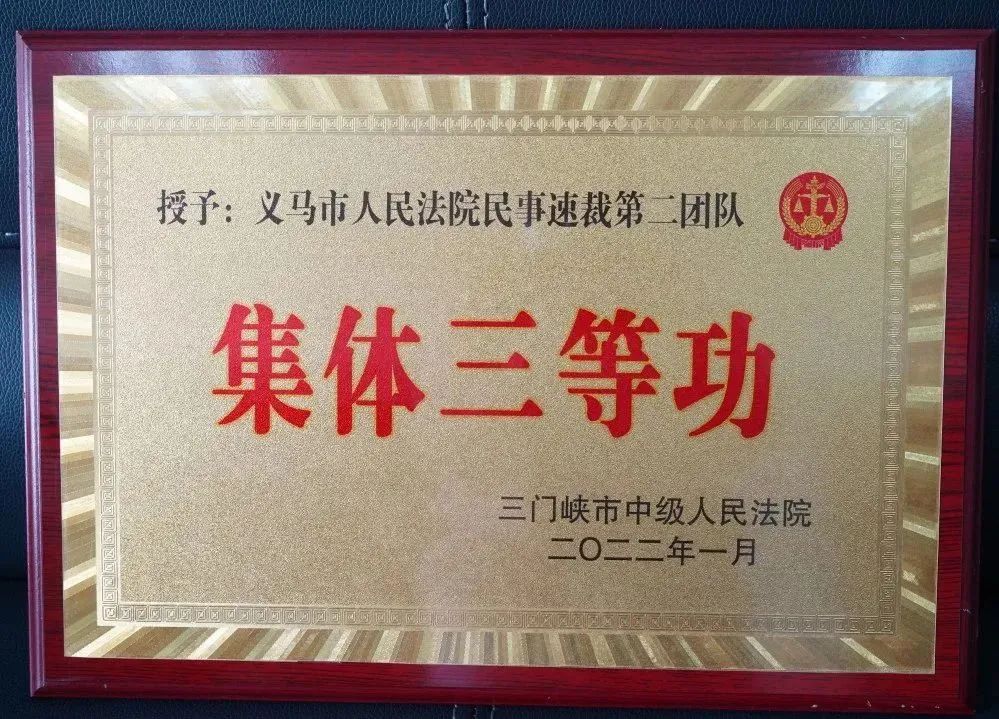 授予：义马市人民法院民事速裁第二团队
集体三等功
三门峡市中级人民法院
二〇二二年一月